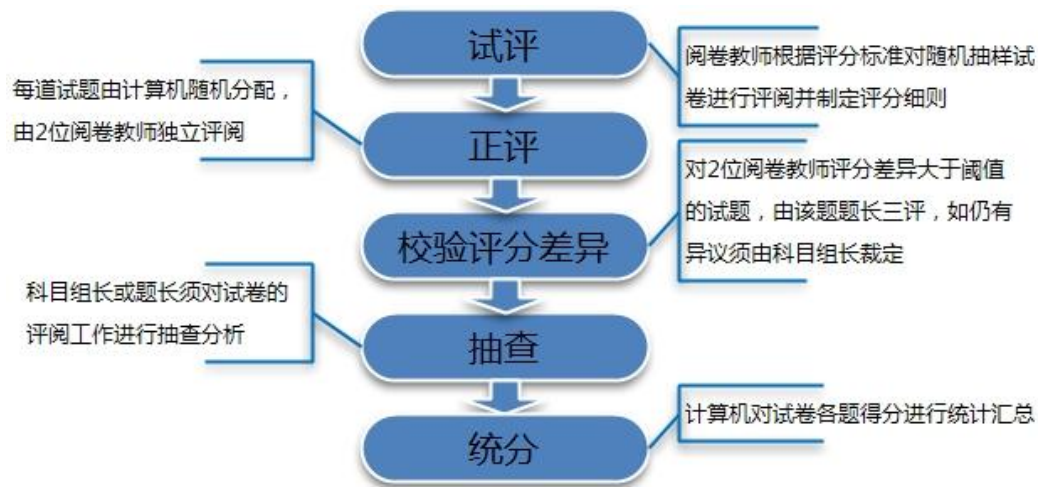 试评
阅卷教师根据评分标准对随机抽样试
卷进行评阅并制定评分细则
每道试题由计算机随机分配，
由2位阅卷教师独立评阅
正评
对2位阅卷教师评分差异大于阈值
的试题，由该题题长三评，如仍有
异议须由科目组长裁定
校验评分差异
科目组长或题长须对试卷的
评阅工作进行抽查分析
抽查
计算机对试卷各题得分进行统计汇总
统分